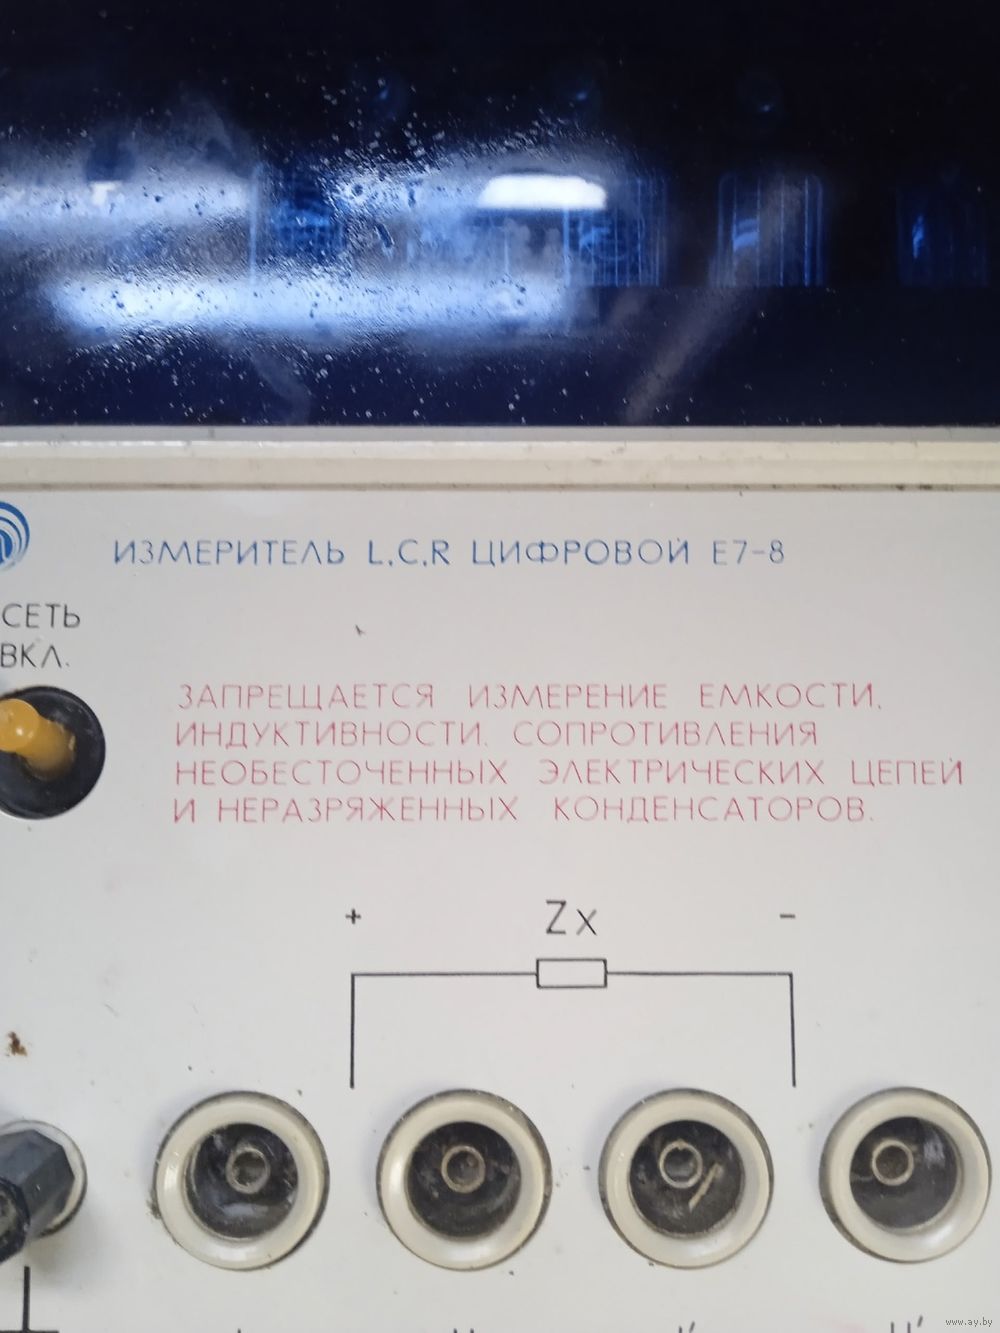 ИЗМЕРИТЕЛЬ L,C,R ЦИФРОВОЙ Е7-8
СЕТЬ
ВКЛ.
ЗАПРЕЩАЕТСЯ ИЗМЕРЕНИЕ ЕМКОСТИ,
ИНДУКТИВНОСТИ, СОПРОТИВЛЕНИЯ
НЕОБЕСТОЧЕННЫХ ЭЛЕКТРИЧЕСКИХ ЦЕПЕЙ
И НЕРАЗРЯЖЕННЫХ КОНДЕНСАТОРОВ.
+ Zx −
www.ay.by